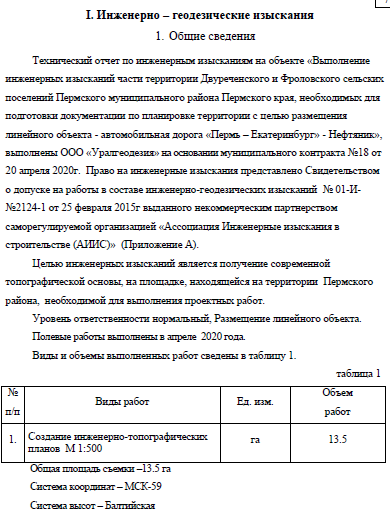 I. Инженерно – геодезические изыскания
1. Общие сведения
Технический отчет по инженерным изысканиям на объекте «Выполнение
инженерных изысканий части территории Двуреченского и Фроловского сельских
поселений Пермского муниципального района Пермского края, необходимых для
подготовки документации по планировке территории с целью размещения
линейного объекта - автомобильная дорога «Пермь – Екатеринбург» - Нефтяник»,
выполнены ООО «Уралгеодезия» на основании муниципального контракта №18 от
20 апреля 2020г. Право на инженерные изыскания представлено Свидетельством
о допуске на работы в составе инженерно-геодезических изысканий № 01-И-
№2124-1 от 25 февраля 2015г выданного некоммерческим партнерством
саморегулируемой организацией «Ассоциация Инженерные изыскания в
строительстве (АИИС)» (Приложение А).
Целью инженерных изысканий является получение современной
топографической основы, на площадке, находящейся на территории Пермского
района, необходимой для выполнения проектных работ.
Уровень ответственности нормальный, Размещение линейного объекта.
Полевые работы выполнены в апреле 2020 года.
Виды и объемы выполненных работ сведены в таблицу 1.
таблица 1
№ п/п Виды работ Ед. изм. Объем работ
1. Создание инженерно-топографических планов М 1:500 га 13.5
Общая площадь съемки –13.5 га
Система координат – МСК-59
Система высот – Балтийская